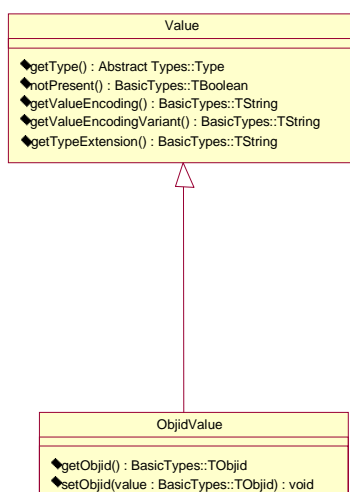 Value
getType() : Abstract Types::Type
notPresent() : BasicTypes::TBoolean
getValueEncoding() : BasicTypes::TString
getValueEncodingVariant() : BasicTypes::TString
getTypeExtension() : BasicTypes::TString
ObjidValue
getObjid() : BasicTypes::TObjid
setObjid(value : BasicTypes::TObjid) : void